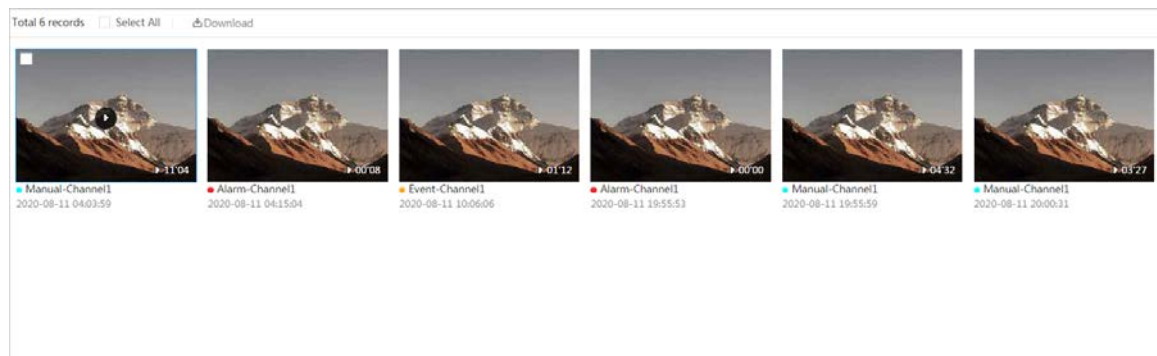 Total 6 records Select All Download
11'04 00'08 01'12 00'00 04'32 03'27
Manual-Channel1 Alarm-Channel1 Event-Channel1 Alarm-Channel1 Manual-Channel1 Manual-Channel1
2020-08-11 04:03:59 2020-08-11 04:15:04 2020-08-11 10:06:06 2020-08-11 19:55:53 2020-08-11 19:55:59 2020-08-11 20:00:31